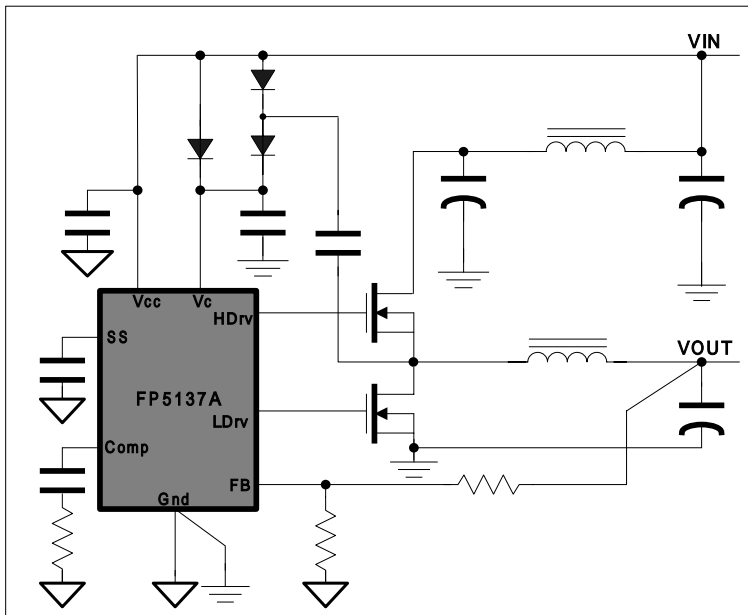 VIN
Vcc
Vc
HDrv
SS
VOUT
FP5137A
LDrv
Comp
FB
Gnd